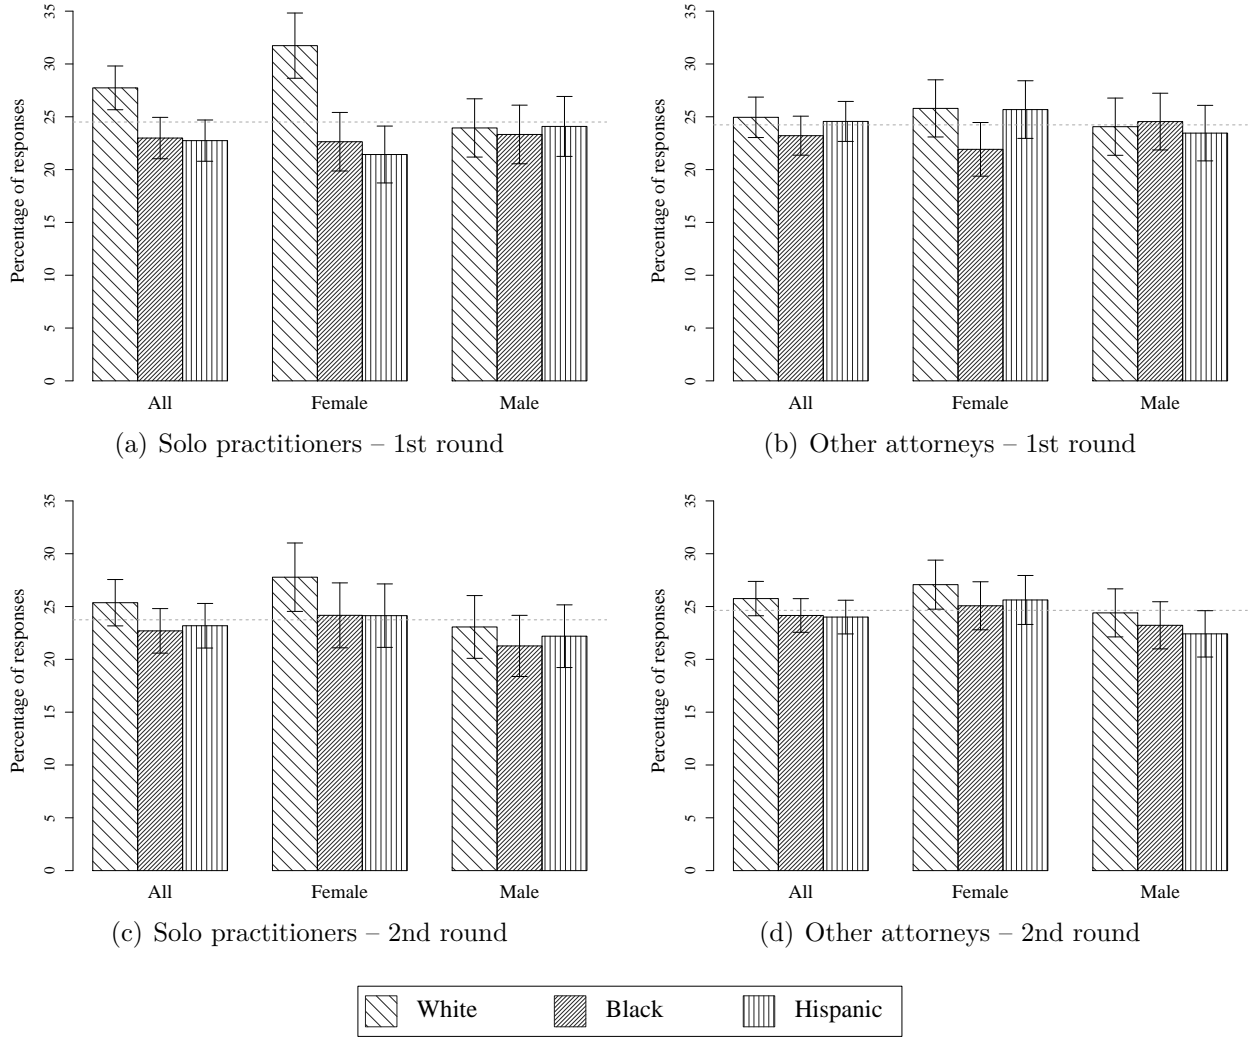 Percentage of responses
35
30
25
20
15
10
5
0
All Female Male
(a) Solo practitioners – 1st round
Percentage of responses
35
30
25
20
15
10
5
0
All Female Male
(b) Other attorneys – 1st round
Percentage of responses
35
30
25
20
15
10
5
0
All Female Male
(c) Solo practitioners – 2nd round
Percentage of responses
35
30
25
20
15
10
5
0
All Female Male
(d) Other attorneys – 2nd round
White Black Hispanic